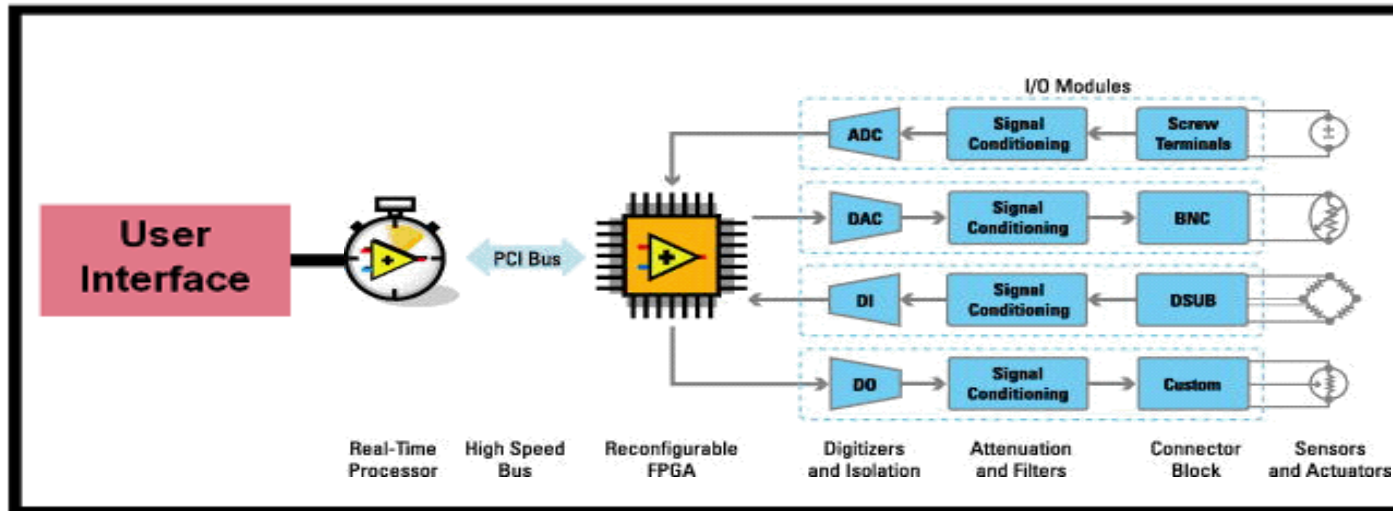 I/O Modules
User
Interface
PCI Bus
ADC
Signal
Conditioning
Screw
Terminals
±
DAC
Signal
Conditioning
BNC
DI
Signal
Conditioning
DSUB
DO
Signal
Conditioning
Custom
Real-Time
Processor
High Speed
Bus
Reconfigurable
FPGA
Digitizers
and Isolation
Attenuation
and Filters
Connector
Block
Sensors
and Actuators